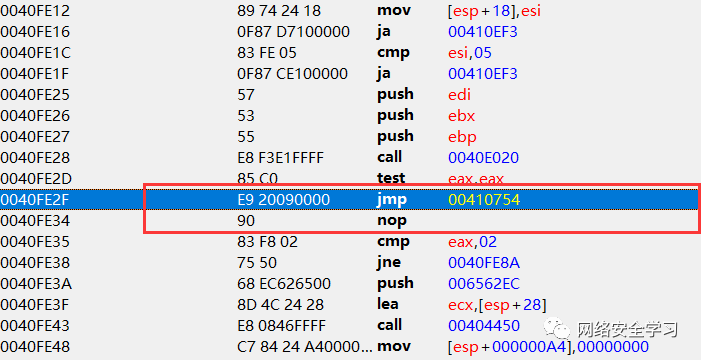 0040FE12 89 74 24 18 mov [esp+18],esi
0040FE16 0F87 D7100000 ja 00410EF3
0040FE1C 83 FE 05 cmp esi,05
0040FE1F 0F87 CE100000 ja 00410EF3
0040FE25 57 push edi
0040FE26 53 push ebx
0040FE27 55 push ebp
0040FE28 E8 F3E1FFFF call 0040E020
0040FE2D 85 C0 test eax,eax
0040FE2F E9 20090000 jmp 00410754
0040FE34 90 nop
0040FE35 83 F8 02 cmp eax,02
0040FE38 75 50 jne 0040FE8A
0040FE3A 68 EC626500 push 006562EC
0040FE3F 8D 4C 24 28 lea ecx,[esp+28]
0040FE43 E8 0846FFFF call 00404450
0040FE48 C7 84 24 A40000... mov [esp+000000A4],00000000
网络安全学习